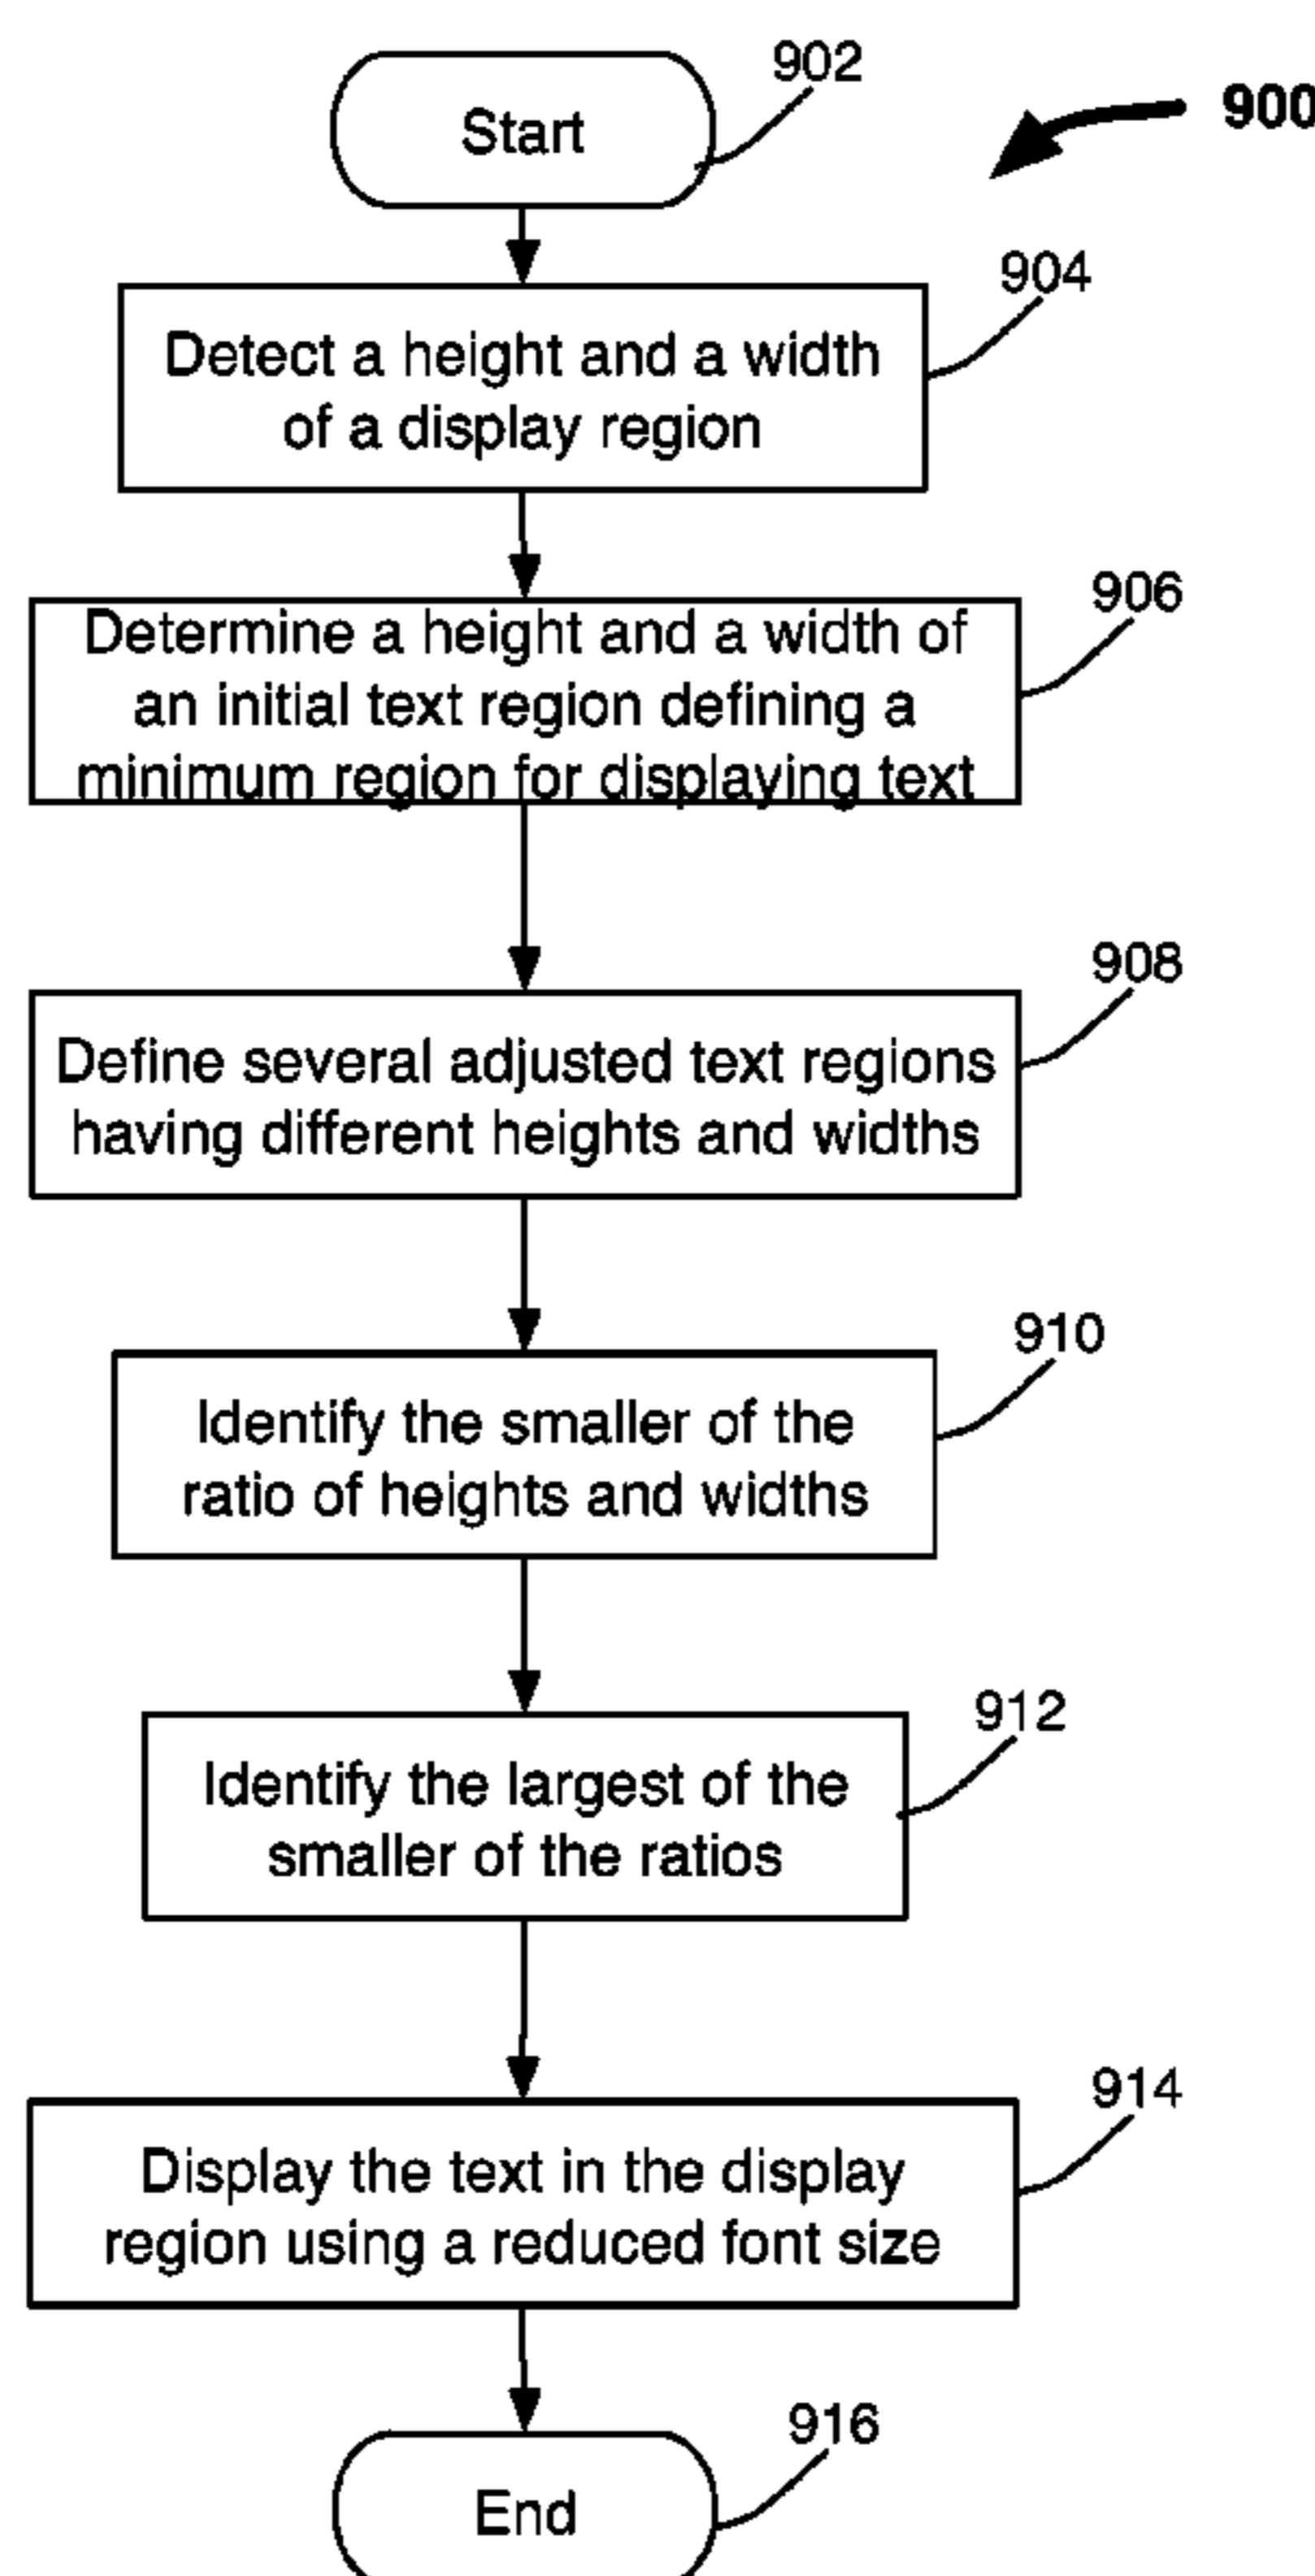 902
Start
900
904
Detect a height and a width
of a display region
906
Determine a height and a width of
an initial text region defining a
minimum region for displaying text
908
Define several adjusted text regions
having different heights and widths
910
Identify the smaller of the
ratio of heights and widths
912
Identify the largest of the
smaller of the ratios
914
Display the text in the display
region using a reduced font size
916
End